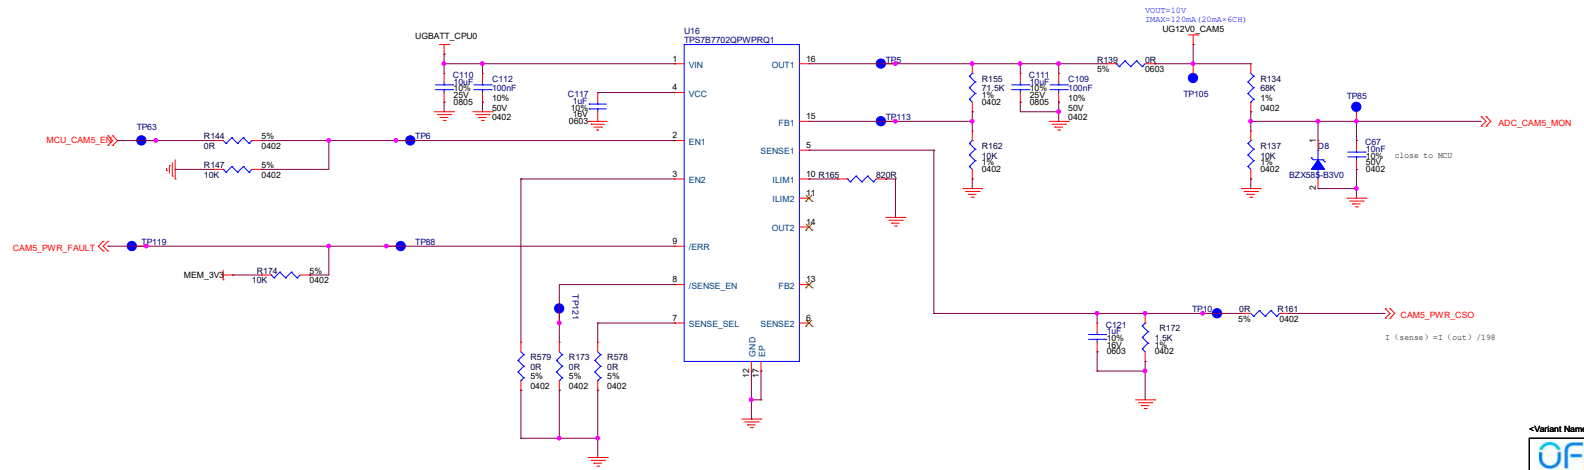 VOUT=10V
IMAX=120mA(20mA*6CH)
UG12V0_CAM5
UGBATT_CPU0
U16
TPS7B7702QPWPRQ1
1
VIN
OUT1
16
TP5
R139
0R
5%
0603
TP105
C110
10uF
10%
25V
0805
C112
100nF
10%
50V
0402
4
VCC
C117
1uF
10%
16V
0603
R155
71.5K
1%
0402
C111
10uF
10%
25V
0805
C109
100nF
10%
50V
0402
R134
68K
1%
0402
TP85
FB1
15
TP113
ADC_CAM5_MON
MCU_CAM5_EN
TP63
R144
5%
0R
0402
TP6
2
EN1
SENSE1
5
R162
10K
1%
0402
R137
10K
1%
0402
1
D8
BZX585-B3V0
2
C67
10nF
10%
50V
0402
close to MCU
R147
5%
10K
0402
3
EN2
ILIM1
10
R165
820R
ILIM2
11
OUT2
14
CAM5_PWR_FAULT
TP119
TP88
9
/ERR
MEM_3V3
R174
5%
10K
0402
8
/SENSE_EN
FB2
13
TP121
7
SENSE_SEL
SENSE2
6
TP10
0R
R161
5%
0402
CAM5_PWR_CSO
C121
1uF
10%
16V
0603
R172
1.5K
1%
0402
I (sense) =I (out) /198
GND
EP
12
17
R579
0R
5%
0402
R173
0R
5%
0402
R578
0R
5%
0402
<Variant Name
OF